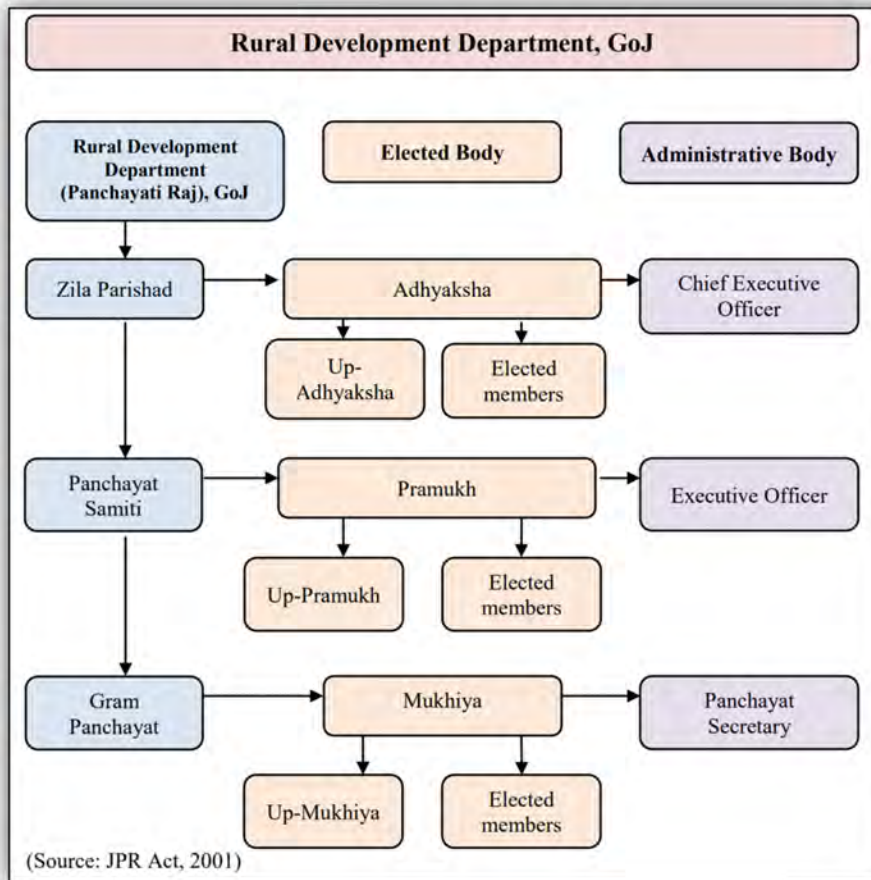 Rural Development Department, GoJ
Rural Development
Department
(Panchayati Raj), GoJ
Elected Body
Administrative Body
Zila Parishad
Adhyaksha
Chief Executive
Officer
Up-
Adhyaksha
Elected
members
Panchayat
Samiti
Pramukh
Executive Officer
Up-Pramukh
Elected
members
Gram
Panchayat
Mukhiya
Panchayat
Secretary
Up-Mukhiya
Elected
members
(Source: JPR Act, 2001)